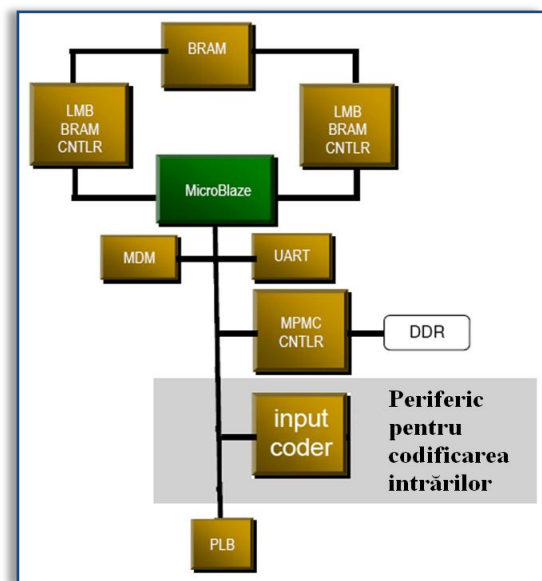 BRAM
LMB
BRAM
CNTLR
LMB
BRAM
CNTLR
MicroBlaze
MDM
UART
MPMC
CNTLR
DDR
input
coder
Periferic
pentru
codificarea
intrărilor
PLB